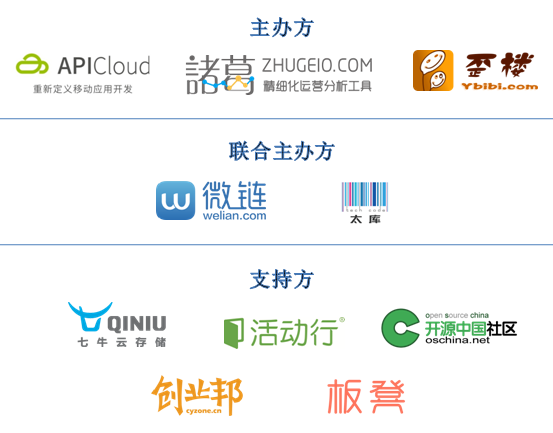 主办方
APICloud
重新定义移动应用开发
諸葛 ZHUGEIO.COM
精细化运营分析工具
歪楼
Ybibi.com
联合主办方
w 微链
welian.com
太库
支持方
QINIU
七牛云存储
活动行®
open source china
开源中国社区
oschina.net
创业邦
cyzone.cn
板凳